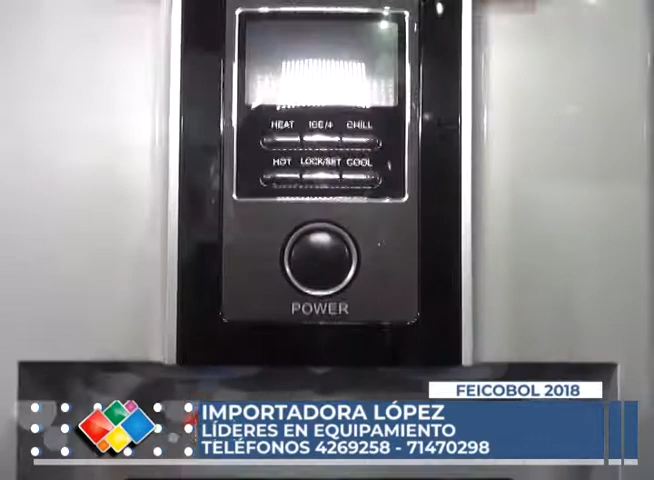 HEAT ICE/+ CHILL
HOT LOCK/SET COOL
POWER
FEICOBOL 2018
IMPORTADORA LÓPEZ
LÍDERES EN EQUIPAMIENTO
TELÉFONOS 4269258 - 71470298